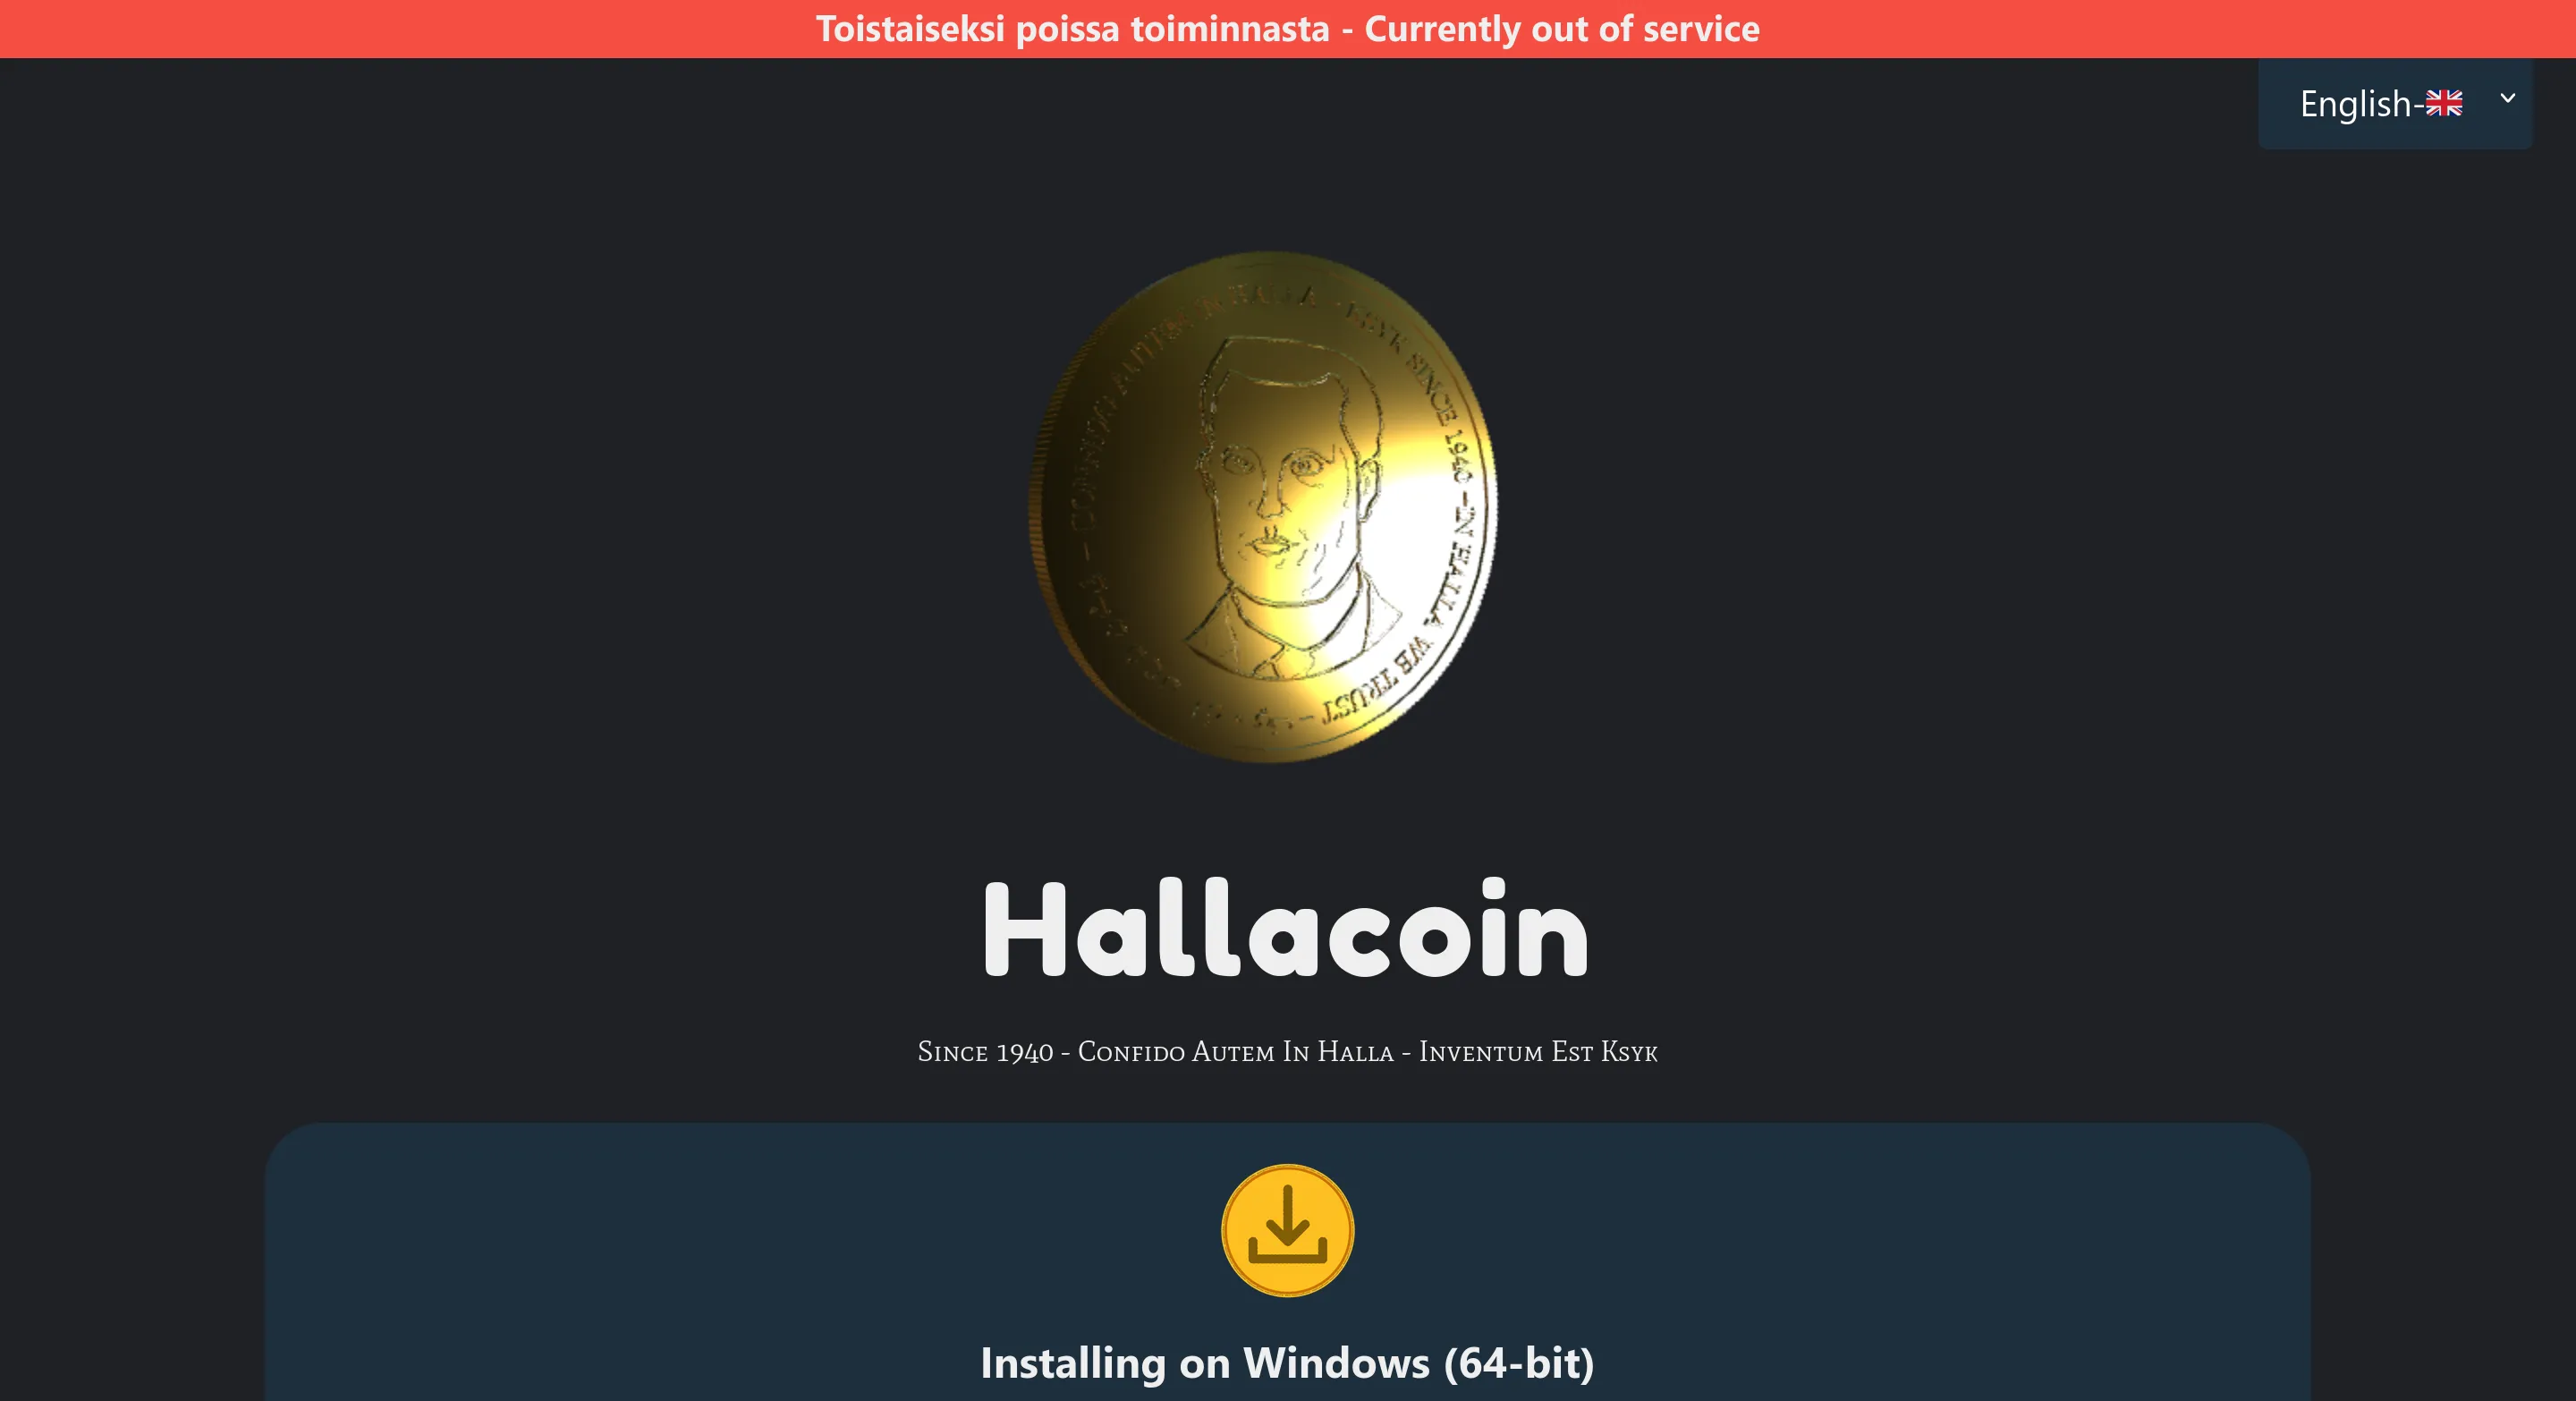 Toistaiseksi poissa toiminnasta - Currently out of service
English-🇬🇧
KSYK SINCE 1940 - IN HALLA WE TRUST -
Hallacoin
Since 1940 - Confido Autem In Halla - Inventum Est Ksyk
Installing on Windows (64-bit)